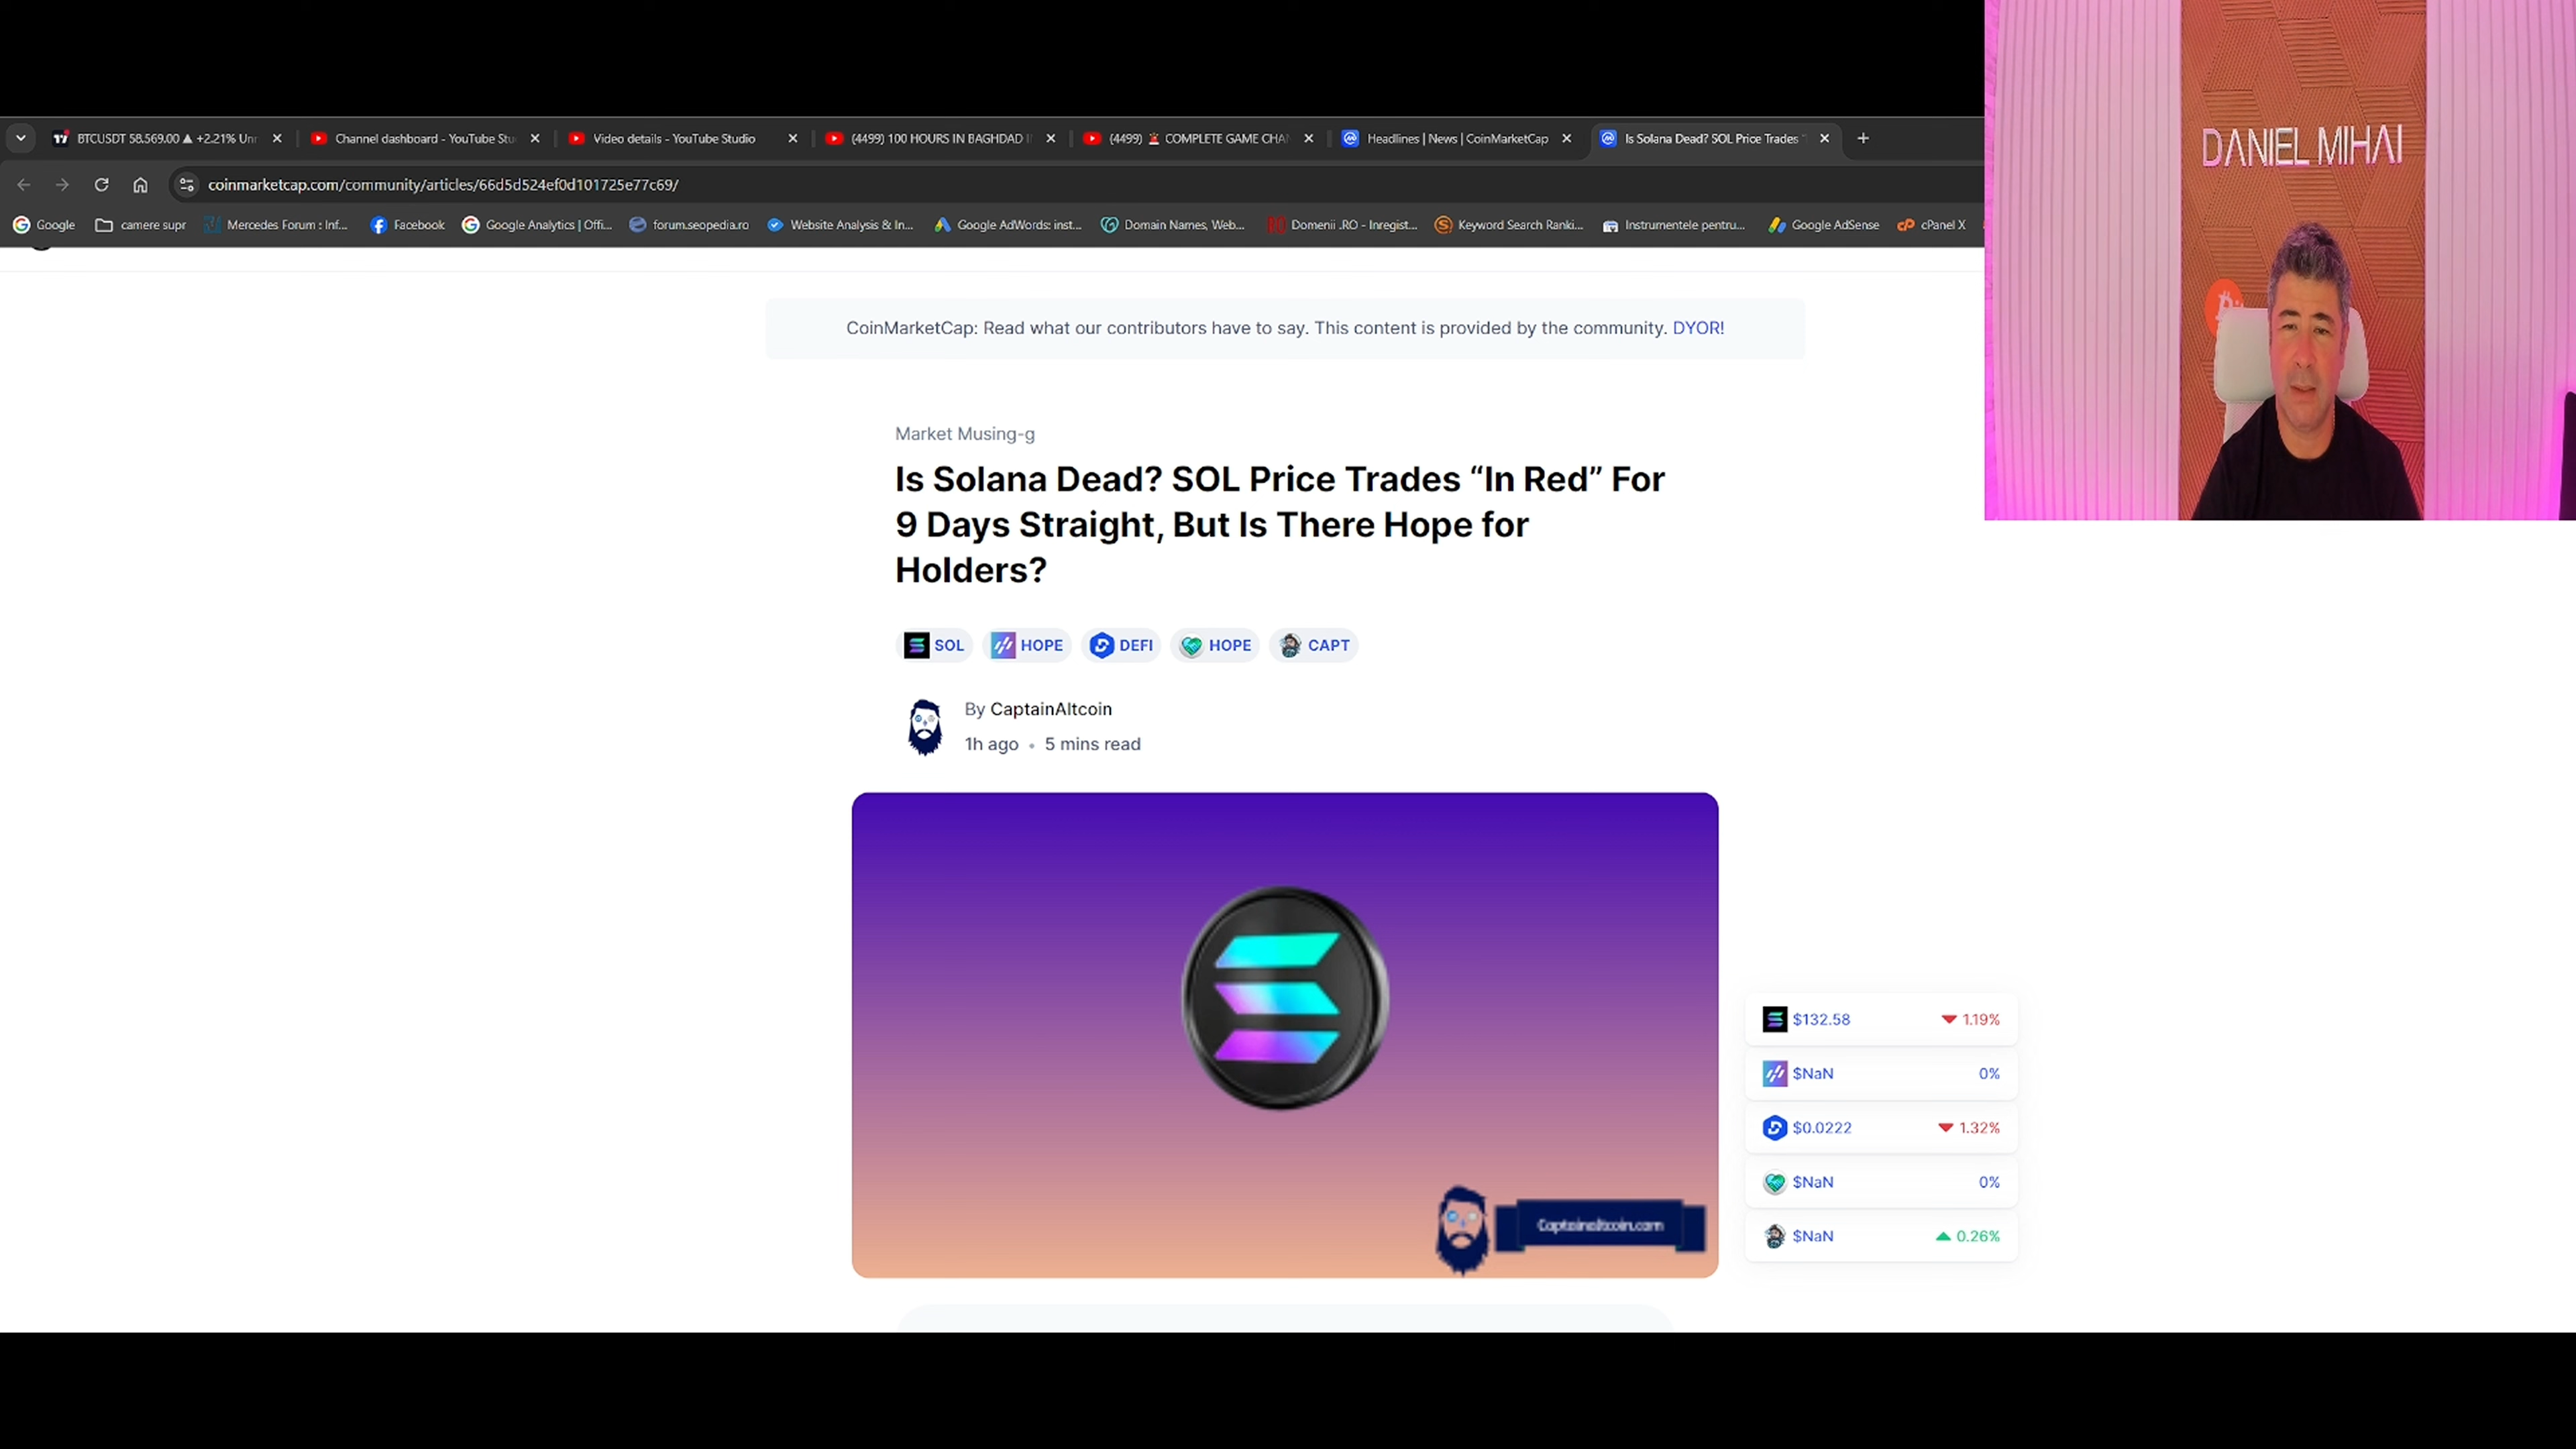 BTCUSDT 58.569.00 ▲ +2.21% Unr
Channel dashboard - YouTube Stu
Video details - YouTube Studio
(4499) 100 HOURS IN BAGHDAD I
(4499) 🚨 COMPLETE GAME CHA
Headlines | News | CoinMarketCap
Is Solana Dead? SOL Price Trades "
coinmarketcap.com/community/articles/66d5d524ef0d101725e77c69/
Google
camere supr
Mercedes Forum : Inf...
Facebook
Google Analytics | Offi...
forum.seopedia.ro
Website Analysis & In...
Google AdWords: inst...
Domain Names, Web...
Domenii .RO - Inregist...
Keyword Search Ranki...
Instrumentele pentru...
Google AdSense
cPanel X
DANIEL MIHAI
CoinMarketCap: Read what our contributors have to say. This content is provided by the community. DYOR!
Market Musing-g
Is Solana Dead? SOL Price Trades “In Red” For
9 Days Straight, But Is There Hope for
Holders?
SOL
HOPE
DEFI
HOPE
CAPT
By CaptainAltcoin
1h ago • 5 mins read
Captainaltcoin.com
$132.58 ▼ 1.19%
$NaN 0%
$0.0222 ▼ 1.32%
$NaN 0%
$NaN ▲ 0.26%